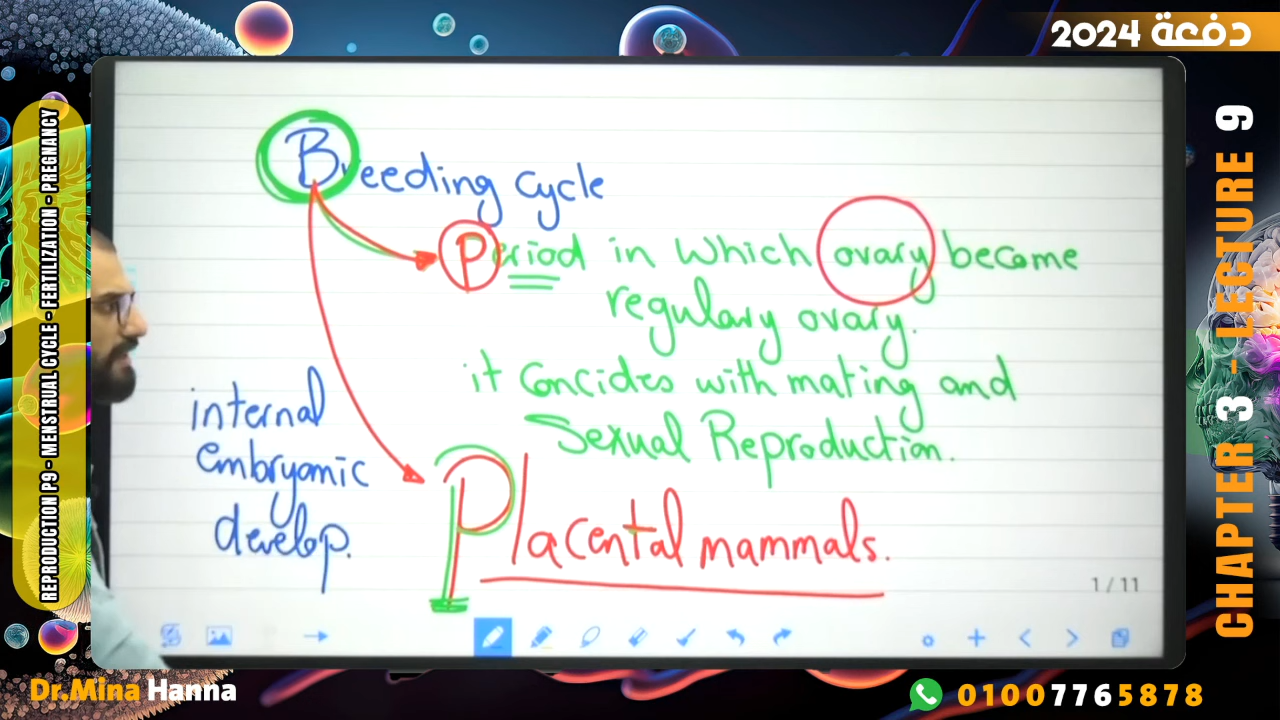 دفعة 2024
REPRODUCTION P9 - MENSTRUAL CYCLE - FERTILIZATION - PREGNANCY
Breeding cycle
Period in which ovary become
regulary ovary.
it concides with mating and
Sexual Reproduction.
internal
embryomic
develop.
Placental mammals.
1/11
CHAPTER 3 - LECTURE 9
Dr.Mina Hanna
01007765878